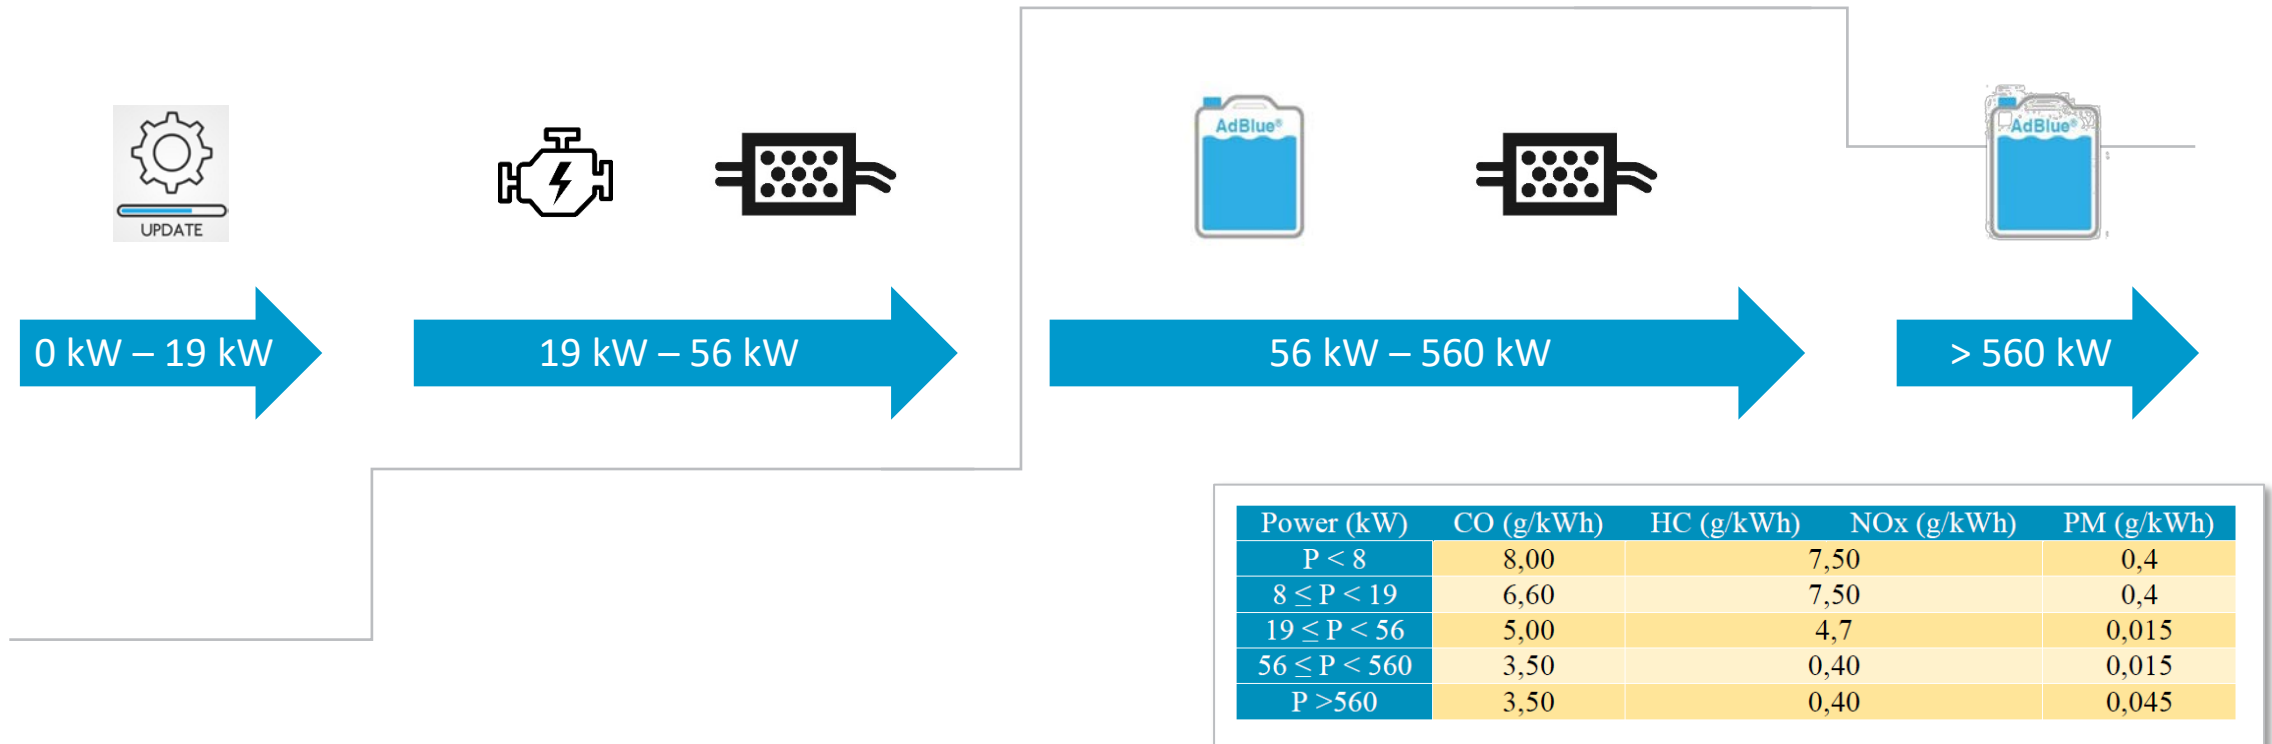 AdBlue®
AdBlue®
UPDATE
0 kW – 19 kW
19 kW – 56 kW
56 kW – 560 kW
> 560 kW
Power (kW) CO (g/kWh) HC (g/kWh) NOx (g/kWh) PM (g/kWh)
P < 8 8,00 7,50 0,4
8 ≤ P < 19 6,60 7,50 0,4
19 ≤ P < 56 5,00 4,7 0,015
56 ≤ P < 560 3,50 0,40 0,015
P >560 3,50 0,40 0,045